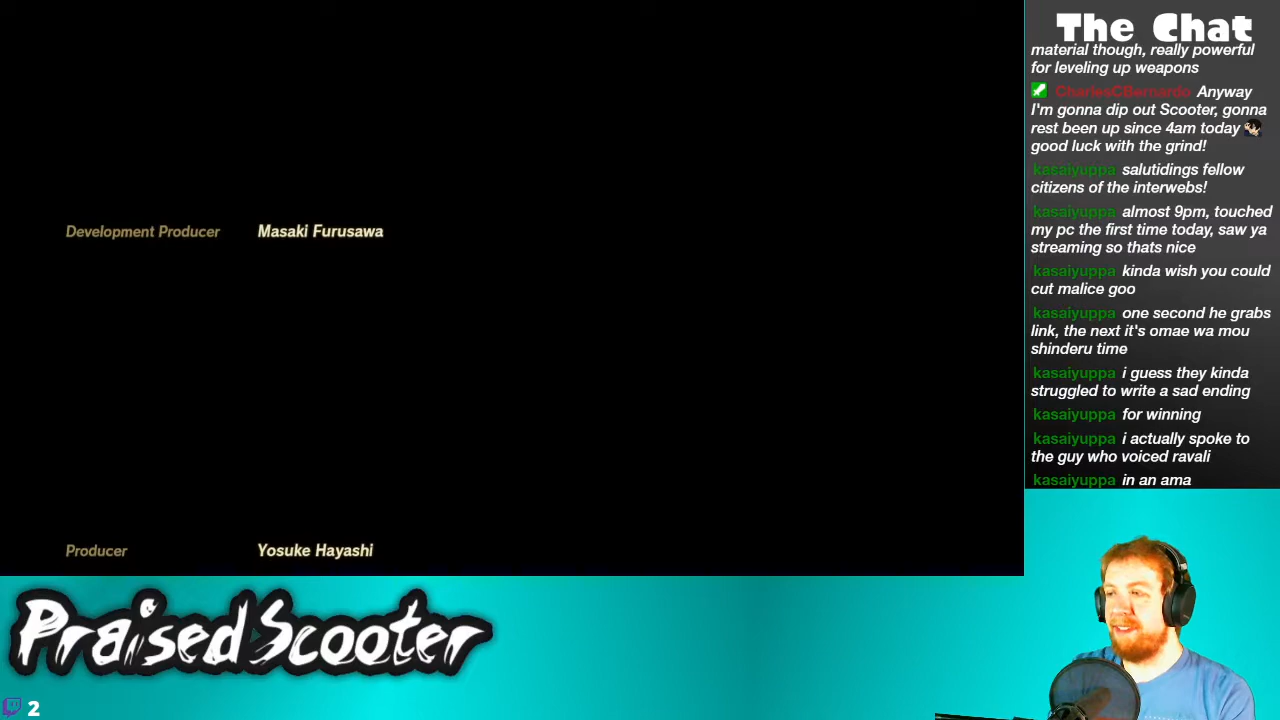 Development Producer Masaki Furusawa
Producer Yosuke Hayashi
The Chat
material though, really powerful
for leveling up weapons
CharlesCBernardo Anyway
I'm gonna dip out Scooter, gonna
rest been up since 4am today
good luck with the grind!
kasaiyuppa salutidings fellow
citizens of the interwebs!
kasaiyuppa almost 9pm, touched
my pc the first time today, saw ya
streaming so thats nice
kasaiyuppa kinda wish you could
cut malice goo
kasaiyuppa one second he grabs
link, the next it's omae wa mou
shinderu time
kasaiyuppa i guess they kinda
struggled to write a sad ending
kasaiyuppa for winning
kasaiyuppa i actually spoke to
the guy who voiced ravali
kasaiyuppa in an ama
PraisedScooter
2